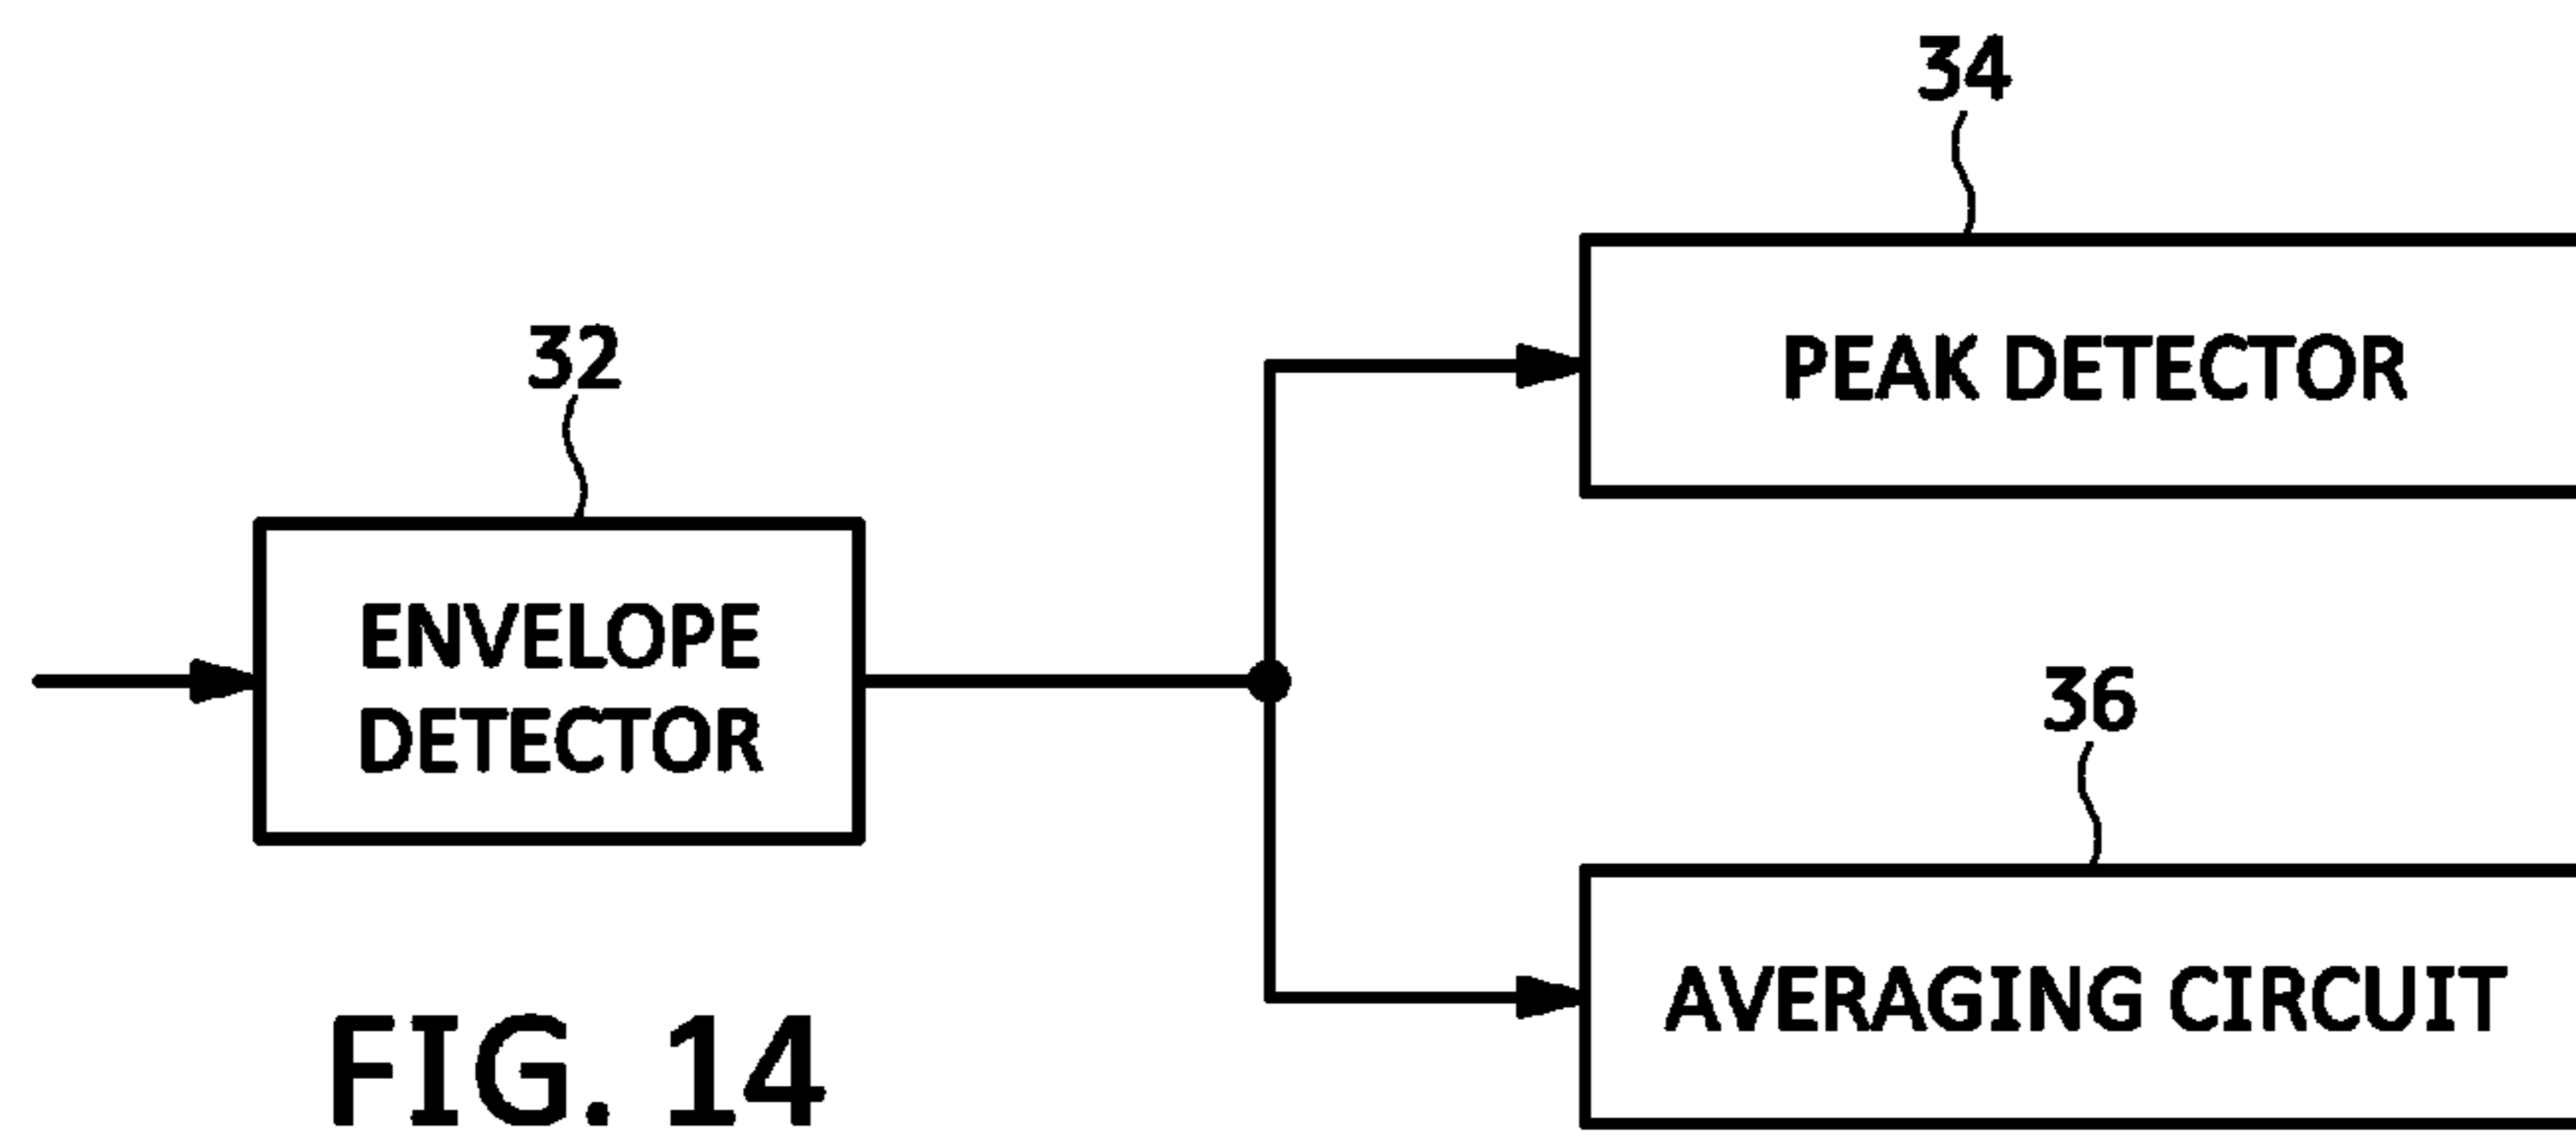 34
PEAK DETECTOR
32
ENVELOPE
DETECTOR
36
AVERAGING CIRCUIT
FIG. 14